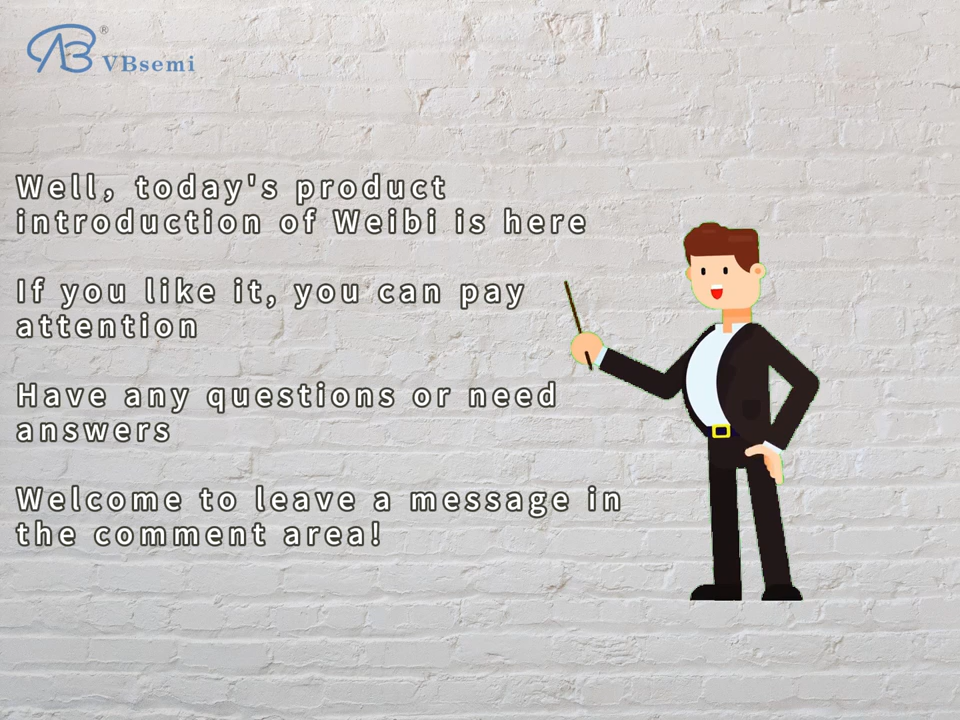 VBsemi
Well, today's product
introduction of Weibi is here
If you like it, you can pay
attention
Have any questions or need
answers
Welcome to leave a message in
the comment area!